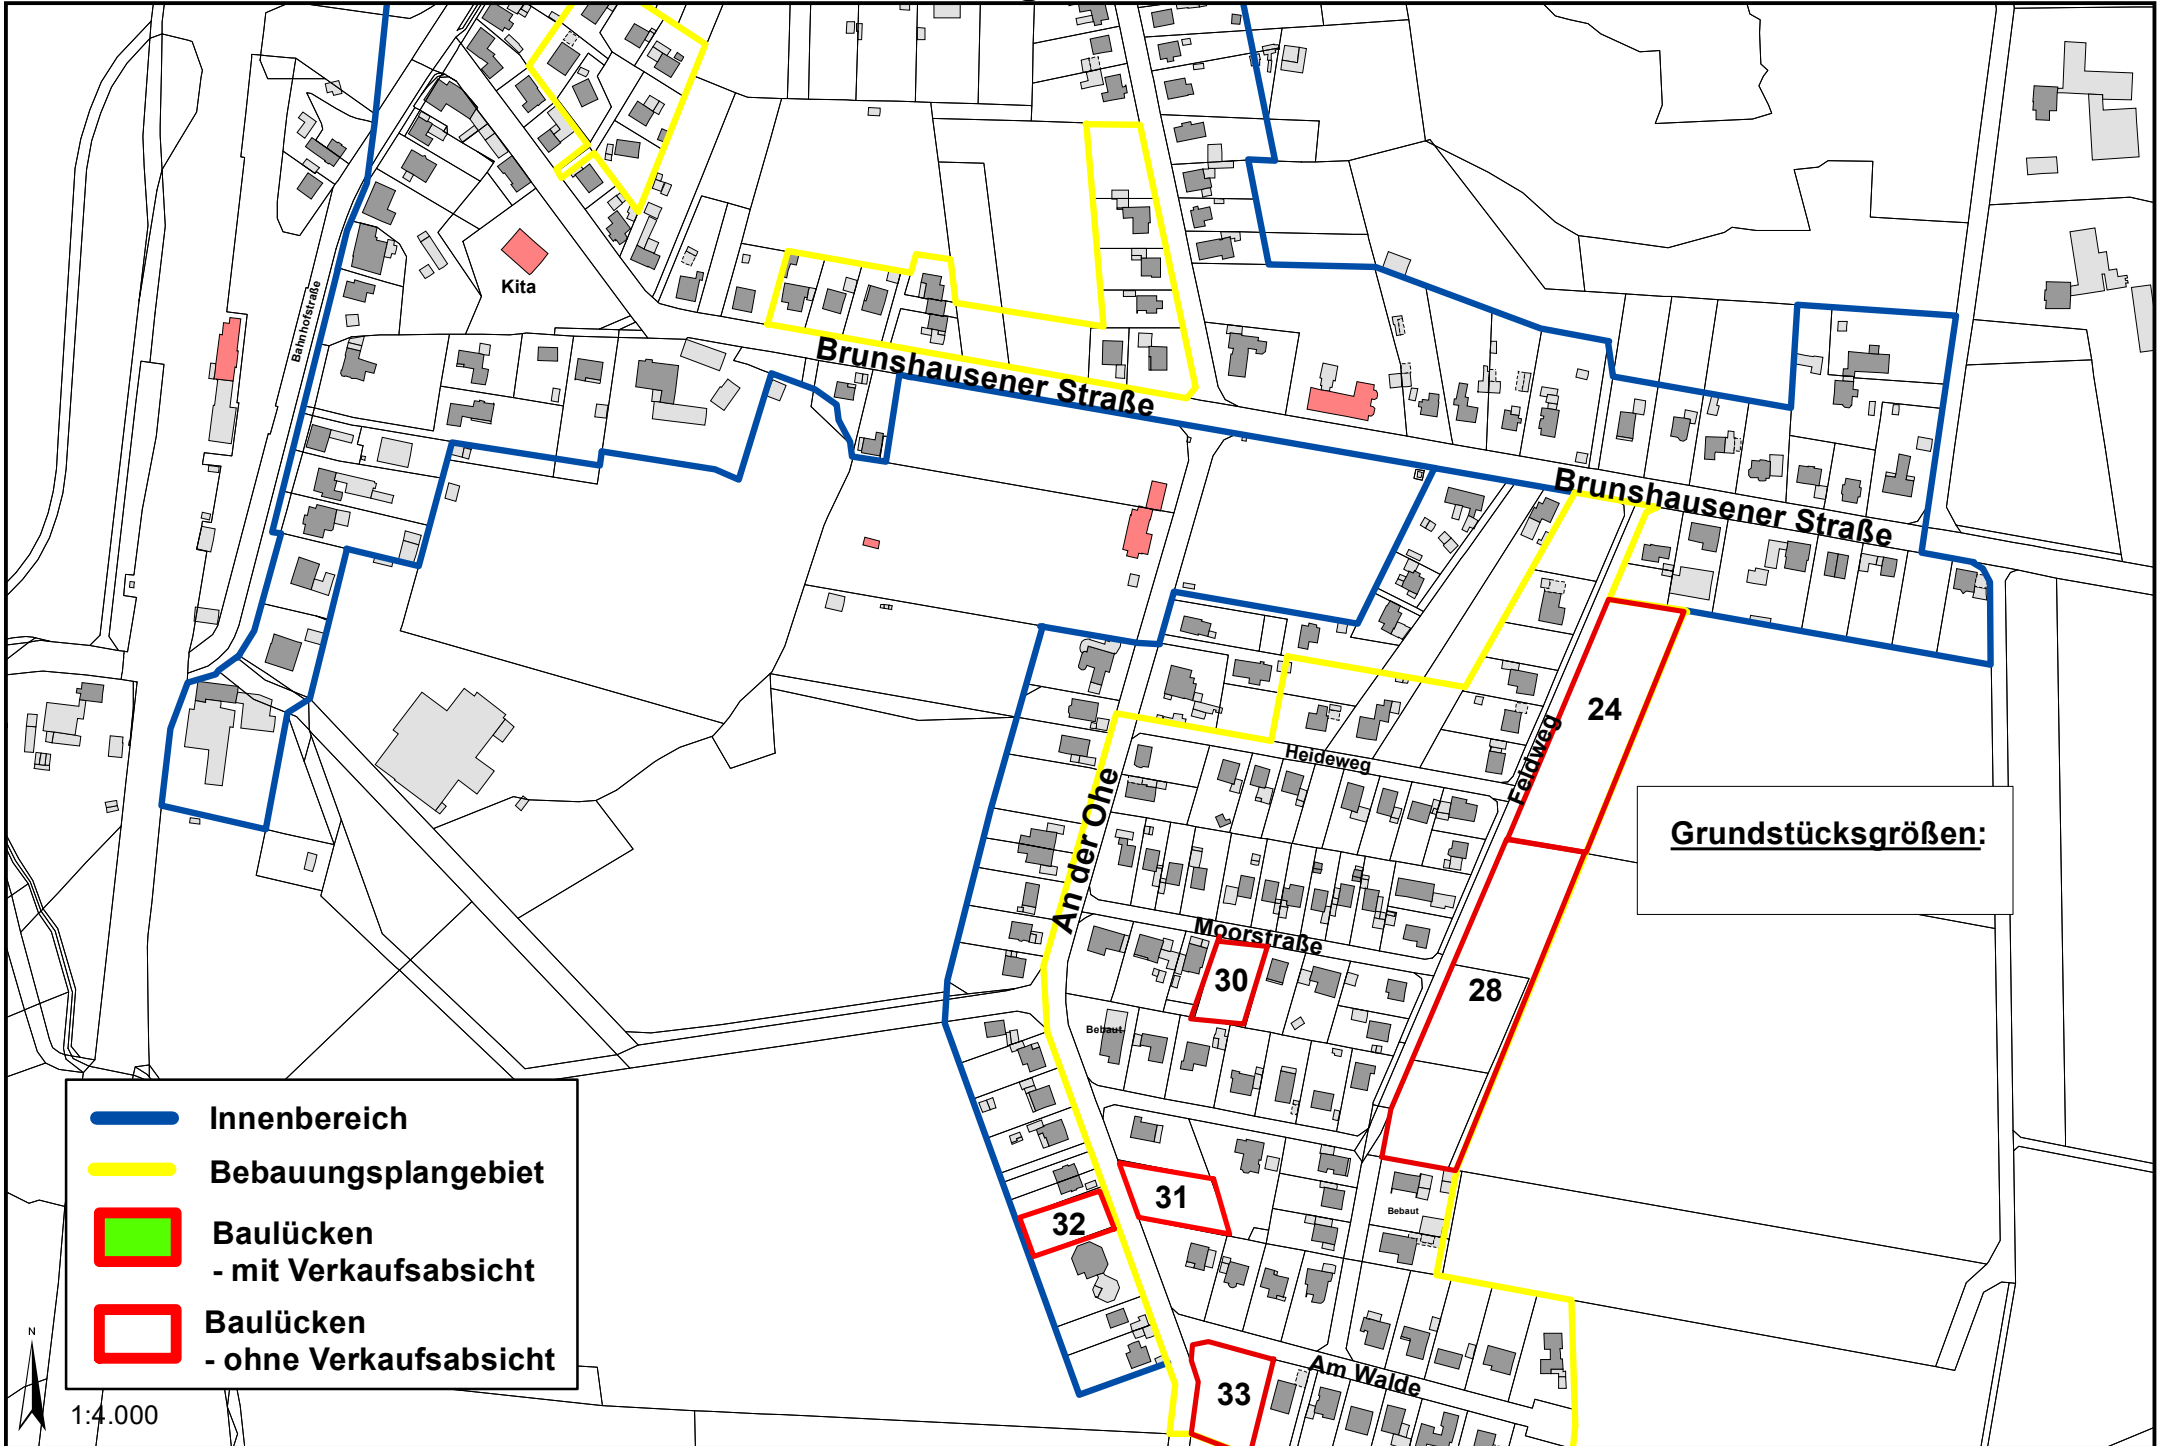 Kita
Bahnhofstraße
Brunshausener Straße
Brunshausener Straße
24
Feldweg
Heideweg
An der Ohe
Grundstücksgrößen:
Moorstraße
30
28
Bebaut
31
32
Bebaut
Am Walde
33
Innenbereich
Bebauungsplangebiet
Baulücken
- mit Verkaufsabsicht
Baulücken
- ohne Verkaufsabsicht
N
1:4.000